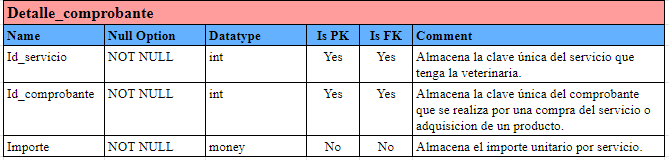 Detalle_comprobante
Name Null Option Datatype Is PK Is FK Comment
Id_servicio NOT NULL int Yes Yes Almacena la clave única del servicio que
tenga la veterinaria.
Id_comprobante NOT NULL int Yes Yes Almacena la clave única del comprobante
que se realiza por una compra del servicio o
adquisicion de un producto.
Importe NOT NULL money No No Almacena el importe unitario por servicio.